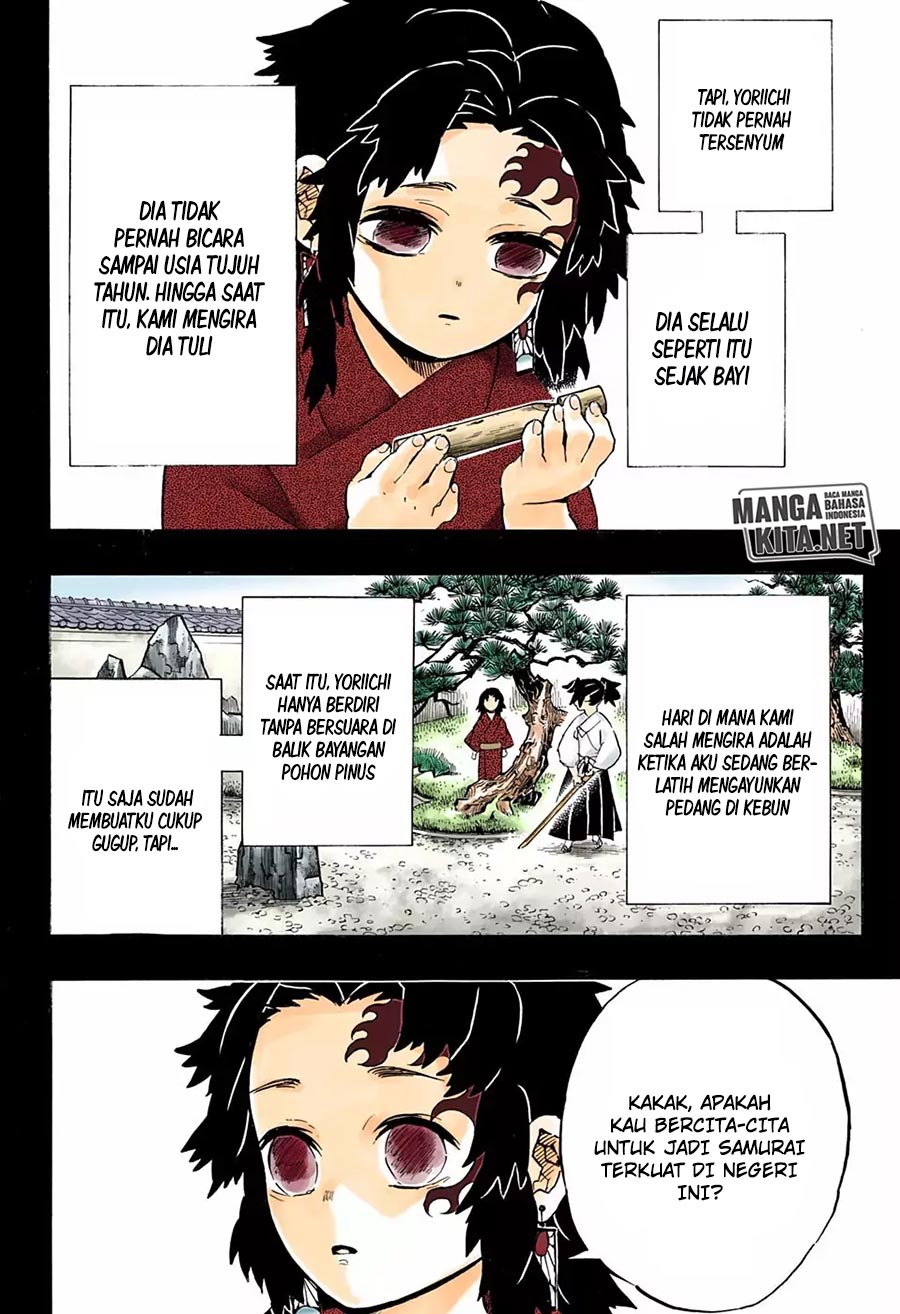 TAPI, YORIICHI
TIDAK PERNAH
TERSENYUM
DIA SELALU
SEPERTI ITU
SEJAK BAYI
DIA TIDAK
PERNAH BICARA
SAMPAI USIA TUJUH
TAHUN. HINGGA SAAT
ITU, KAMI MENGIRA
DIA TULI
MANGA
KITA.NET
BACA MANGA
BAHASA
INDONESIA
HARI DI MANA KAMI
SALAH MENGIRA ADALAH
KETIKA AKU SEDANG BER-
LATIH MENGAYUNKAN
PEDANG DI KEBUN
SAAT ITU, YORIICHI
HANYA BERDIRI
TANPA BERSUARA DI
BALIK BAYANGAN
POHON PINUS
ITU SAJA SUDAH
MEMBUATKU CUKUP
GUGUP, TAPI...
KAKAK, APAKAH
KAU BERCITA-CITA
UNTUK JADI SAMURAI
TERKUAT DI NEGERI
INI?